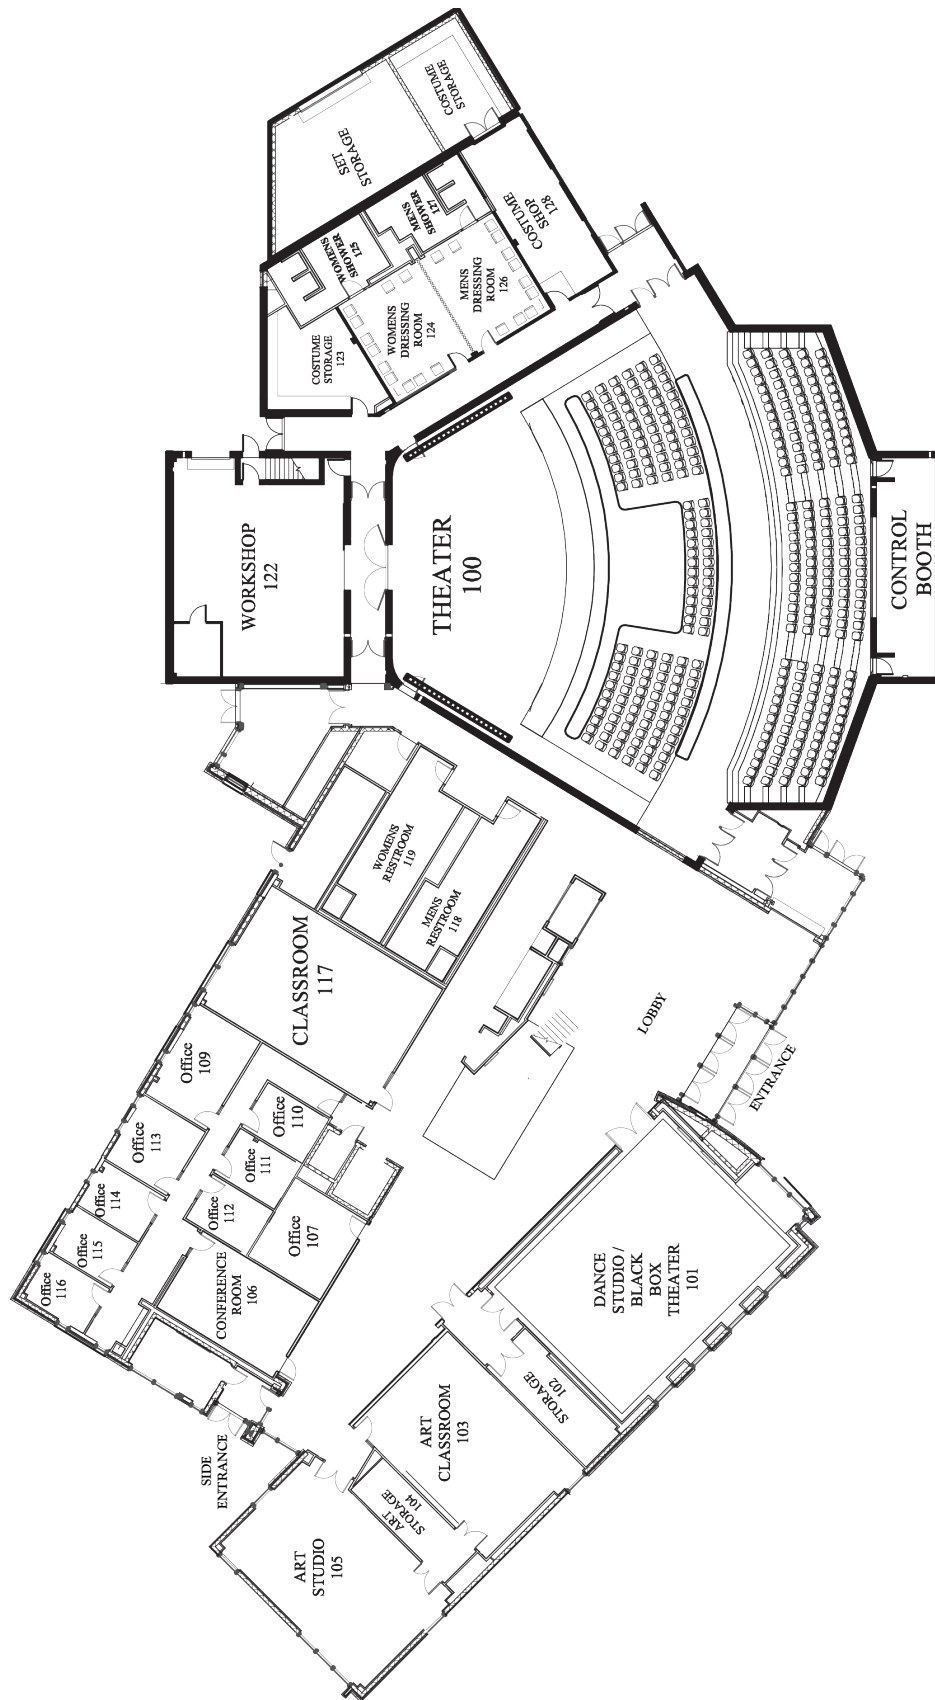 COSTUME
STORAGE
SET
STORAGE
MENS
SHOWER
127
COSTUME
SHOP
128
WOMENS
SHOWER
125
MENS
DRESSING
ROOM
126
WOMENS
DRESSING
ROOM
124
COSTUME
STORAGE
123
WORKSHOP
122
THEATER
100
CONTROL
BOOTH
WOMENS
RESTROOM
119
MENS
RESTROOM
118
CLASSROOM
117
LOBBY
ENTRANCE
Office
109
Office
110
Office
113
Office
111
Office
114
Office
112
Office
107
Office
115
Office
116
CONFERENCE
ROOM
106
DANCE
STUDIO /
BLACK
BOX
THEATER
101
STORAGE
102
ART
CLASSROOM
103
SIDE
ENTRANCE
ART
STORAGE
104
ART
STUDIO
105